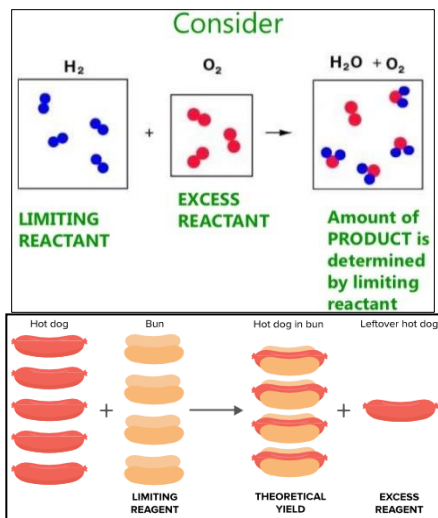 Consider
H₂ O₂ H₂O + O₂
+
LIMITING
REACTANT
EXCESS
REACTANT
Amount of
PRODUCT is
determined
by limiting
reactant
Hot dog Bun Hot dog in bun Leftover hot dog
+ +
LIMITING
REAGENT
THEORETICAL
YIELD
EXCESS
REAGENT